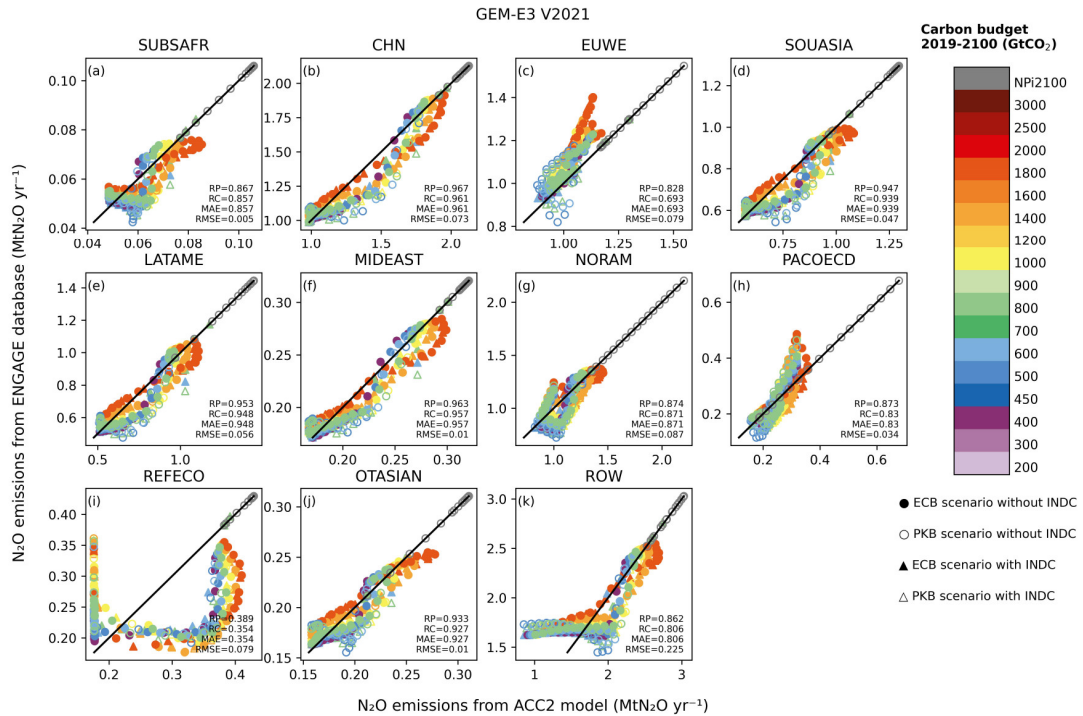 GEM-E3 V2021
Carbon budget
2019-2100 (GtCO₂)
NPi2100
3000
2500
2000
1800
1600
1400
1200
1000
900
800
700
600
500
450
400
300
200
● ECB scenario without INDC
○ PKB scenario without INDC
▲ ECB scenario with INDC
△ PKB scenario with INDC
N₂O emissions from ENGAGE database (MtN₂O yr⁻¹)
SUBSAFR
(a)
0.10
0.08
0.06
0.04
RP=0.867
RC=0.857
MAE=0.857
RMSE=0.005
0.04 0.06 0.08 0.10
CHN
(b)
2.00
1.75
1.50
1.25
1.00
RP=0.967
RC=0.961
MAE=0.961
RMSE=0.073
1.0 1.5 2.0
EUWE
(c)
1.4
1.2
1.0
0.8
RP=0.828
RC=0.693
MAE=0.693
RMSE=0.079
1.00 1.25 1.50
SOUASIA
(d)
1.2
1.0
0.8
0.6
RP=0.947
RC=0.939
MAE=0.939
RMSE=0.047
0.75 1.00 1.25
LATAME
(e)
1.4
1.2
1.0
0.8
0.6
RP=0.953
RC=0.948
MAE=0.948
RMSE=0.056
0.5 1.0
MIDEAST
(f)
0.30
0.25
0.20
RP=0.963
RC=0.957
MAE=0.957
RMSE=0.01
0.20 0.25 0.30
NORAM
(g)
2.0
1.5
1.0
RP=0.874
RC=0.871
MAE=0.871
RMSE=0.087
1.0 1.5 2.0
PACOECD
(h)
0.6
0.4
0.2
RP=0.873
RC=0.83
MAE=0.83
RMSE=0.034
0.2 0.4 0.6
REFECO
(i)
0.40
0.35
0.30
0.25
0.20
RP=0.389
RC=0.354
MAE=0.354
RMSE=0.079
0.2 0.3 0.4
OTASIAN
(j)
0.30
0.25
0.20
0.15
RP=0.933
RC=0.927
MAE=0.927
RMSE=0.01
0.20 0.25 0.30
ROW
(k)
3.0
2.5
2.0
1.5
RP=0.862
RC=0.806
MAE=0.806
RMSE=0.225
1 2 3
N₂O emissions from ACC2 model (MtN₂O yr⁻¹)